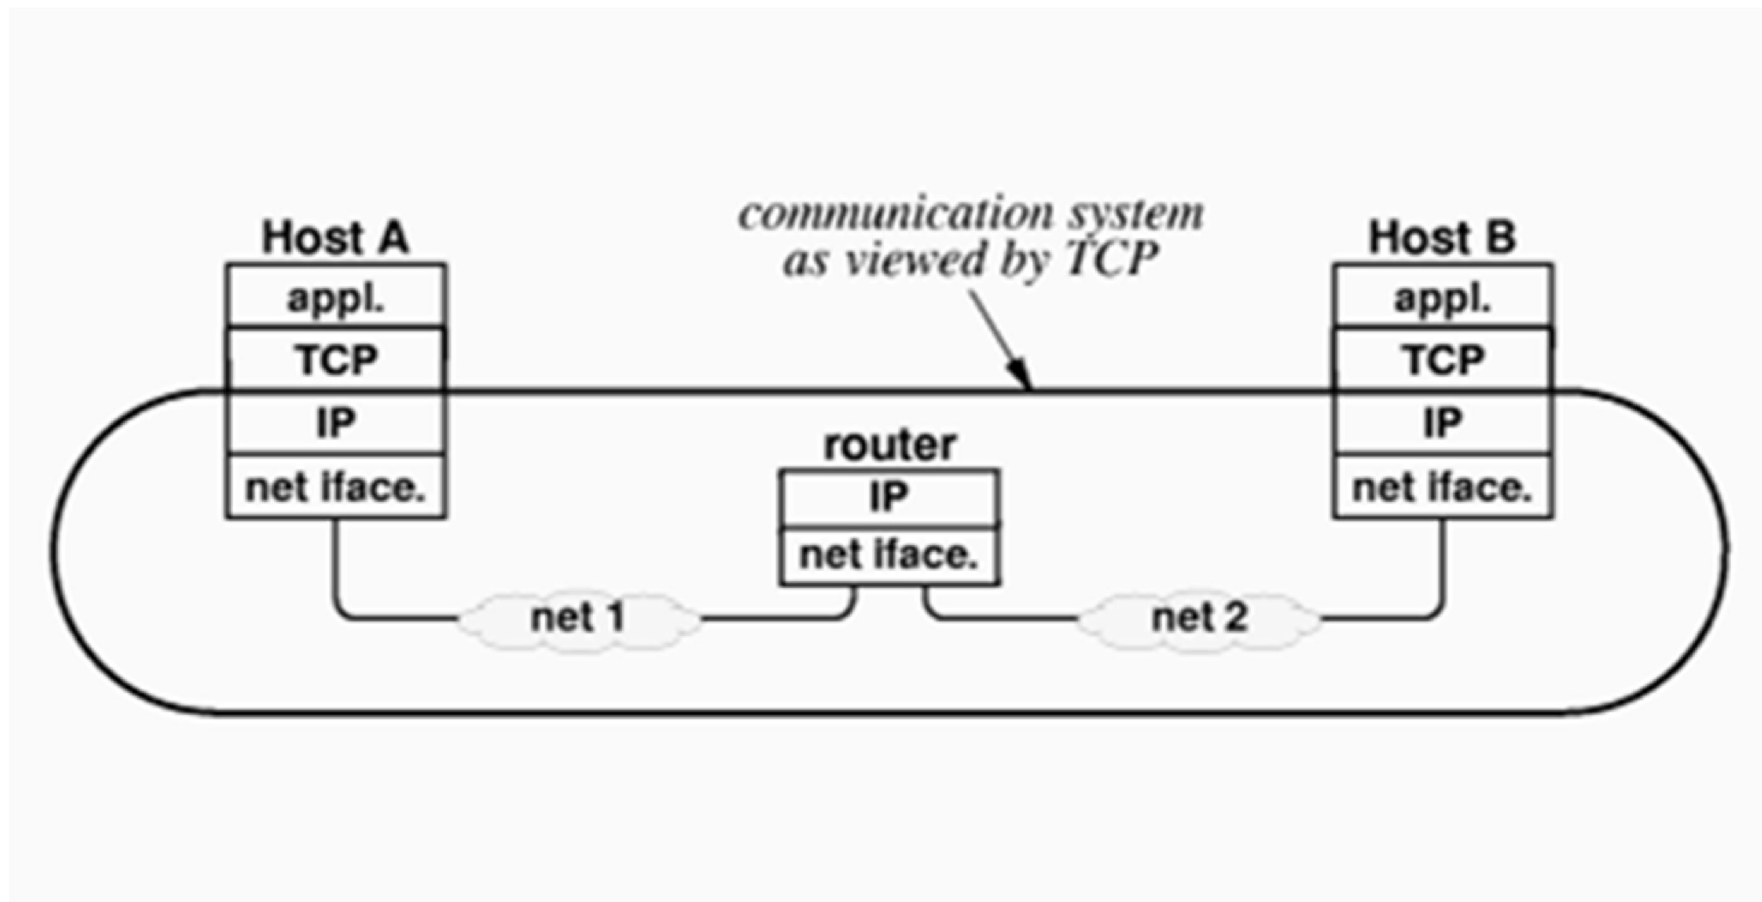 communication system
as viewed by TCP
Host A
appl.
TCP
IP
net iface.
router
IP
net iface.
Host B
appl.
TCP
IP
net iface.
net 1
net 2